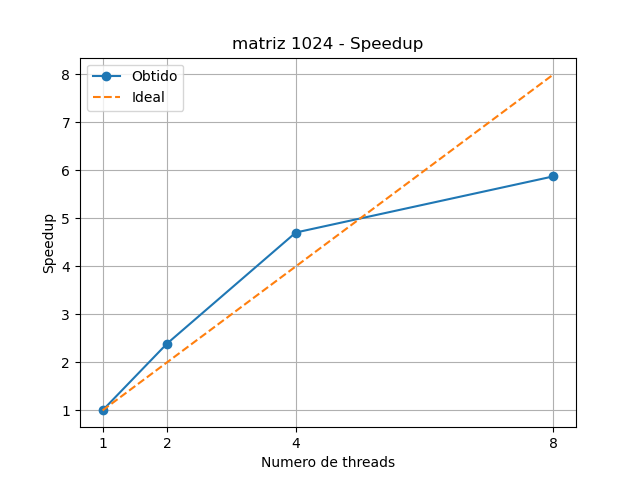 matriz 1024 - Speedup
Obtido
Ideal
Speedup
8
7
6
5
4
3
2
1
1 2 4 8
Numero de threads